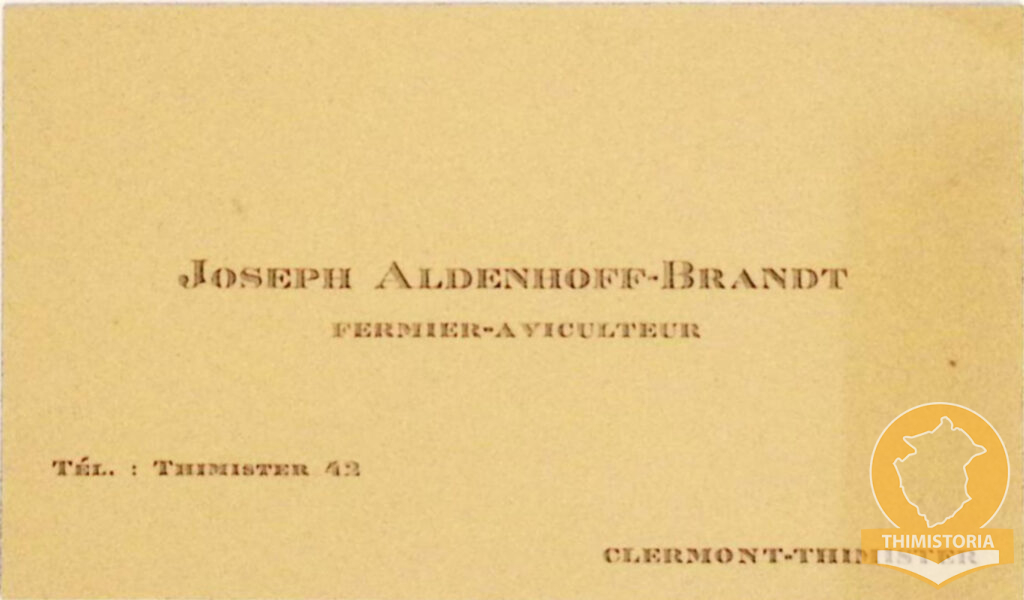 Joseph Aldenhoff-Brandt
FERMIER-AVICULTEUR
Tél. : Thimister 42
CLERMONT-THIMISTER
THIMISTORIA